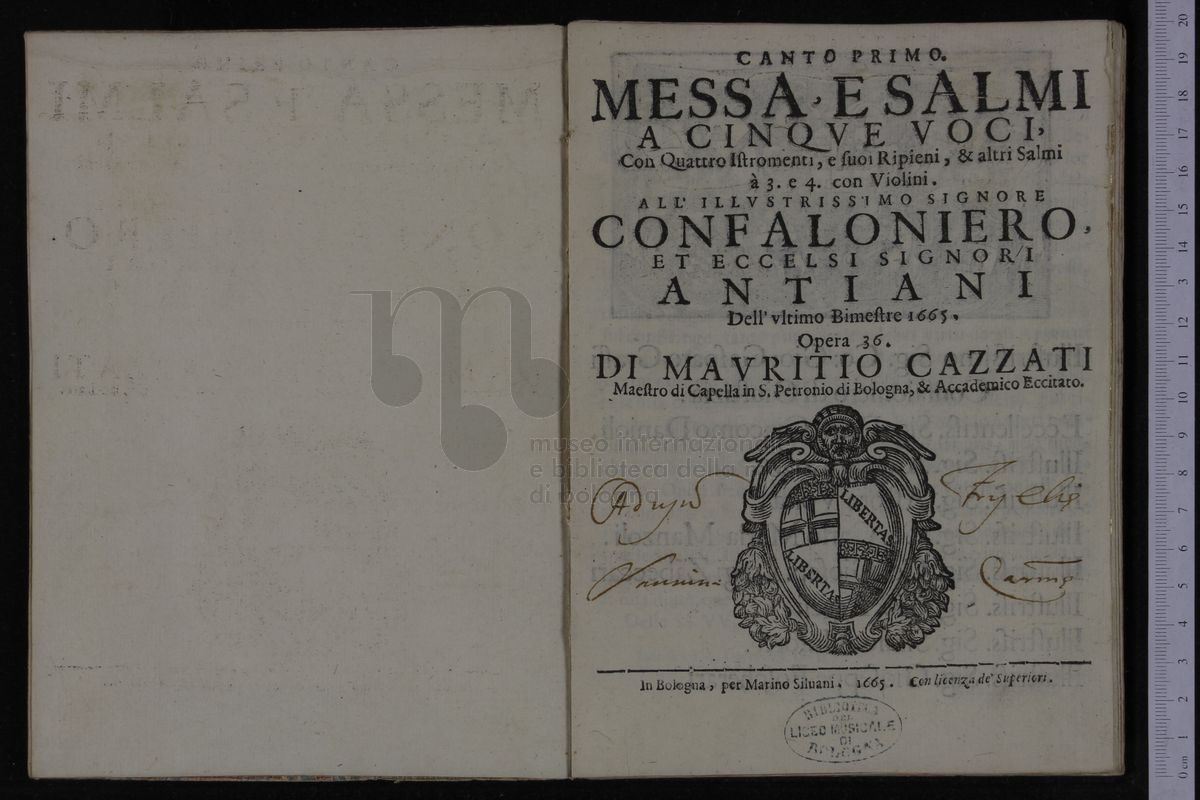 CANTO PRIMO.
MESSA, E SALMI
A CINQVE VOCI,
Con Quattro Iſtromenti, e ſuoi Ripieni, & altri Salmi
à 3. e 4. con Violini.
ALL' ILLVSTRISSIMO SIGNORE
CONFALONIERO,
ET ECCELSI SIGNORI
ANTIANI
Dell' vltimo Bimeſtre 1665.
Opera 36.
DI MAVRITIO CAZZATI
Maeſtro di Capella in S. Petronio di Bologna, & Accademico Eccitato.
museo internazionale
e biblioteca della
di bologna
LIBERTAS
LIBERTA
In Bologna, per Marino Siluani. 1665. Con licenza de' Superiori.
BIBLIOTECA
DEL
LICEO MUSICALE
DI
BOLOGNA